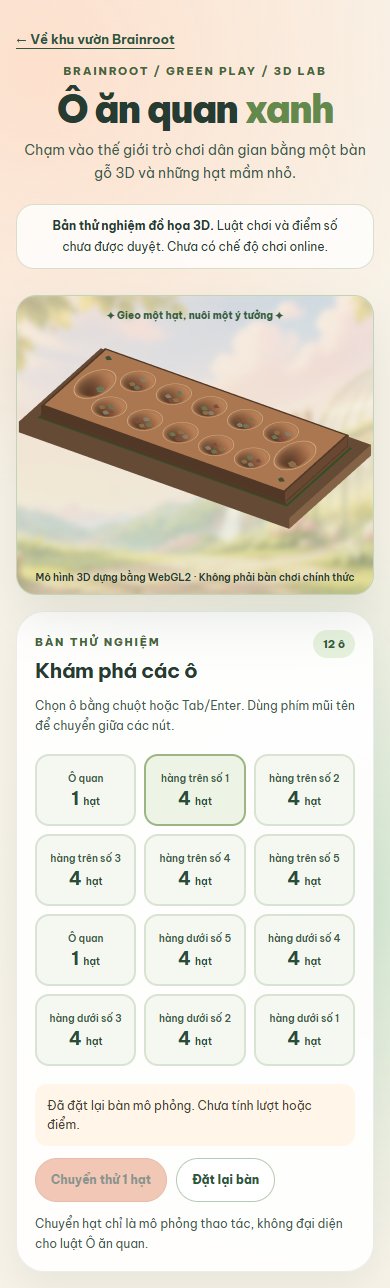 ← Về khu vườn Brainroot
BRAINROOT / GREEN PLAY / 3D LAB
Ô ăn quan xanh
Chạm vào thế giới trò chơi dân gian bằng một bàn
gỗ 3D và những hạt mầm nhỏ.
Bản thử nghiệm đồ họa 3D. Luật chơi và điểm số
chưa được duyệt. Chưa có chế độ chơi online.
✦ Gieo một hạt, nuôi một ý tưởng ✦
Mô hình 3D dựng bằng WebGL2 · Không phải bàn chơi chính thức
BÀN THỬ NGHIỆM
12 ô
Khám phá các ô
Chọn ô bằng chuột hoặc Tab/Enter. Dùng phím mũi tên
để chuyển giữa các nút.
Ô quan
1 hạt
hàng trên số 1
4 hạt
hàng trên số 2
4 hạt
hàng trên số 3
4 hạt
hàng trên số 4
4 hạt
hàng trên số 5
4 hạt
Ô quan
1 hạt
hàng dưới số 5
4 hạt
hàng dưới số 4
4 hạt
hàng dưới số 3
4 hạt
hàng dưới số 2
4 hạt
hàng dưới số 1
4 hạt
Đã đặt lại bàn mô phỏng. Chưa tính lượt hoặc
điểm.
Chuyển thử 1 hạt
Đặt lại bàn
Chuyển hạt chỉ là mô phỏng thao tác, không đại diện
cho luật Ô ăn quan.